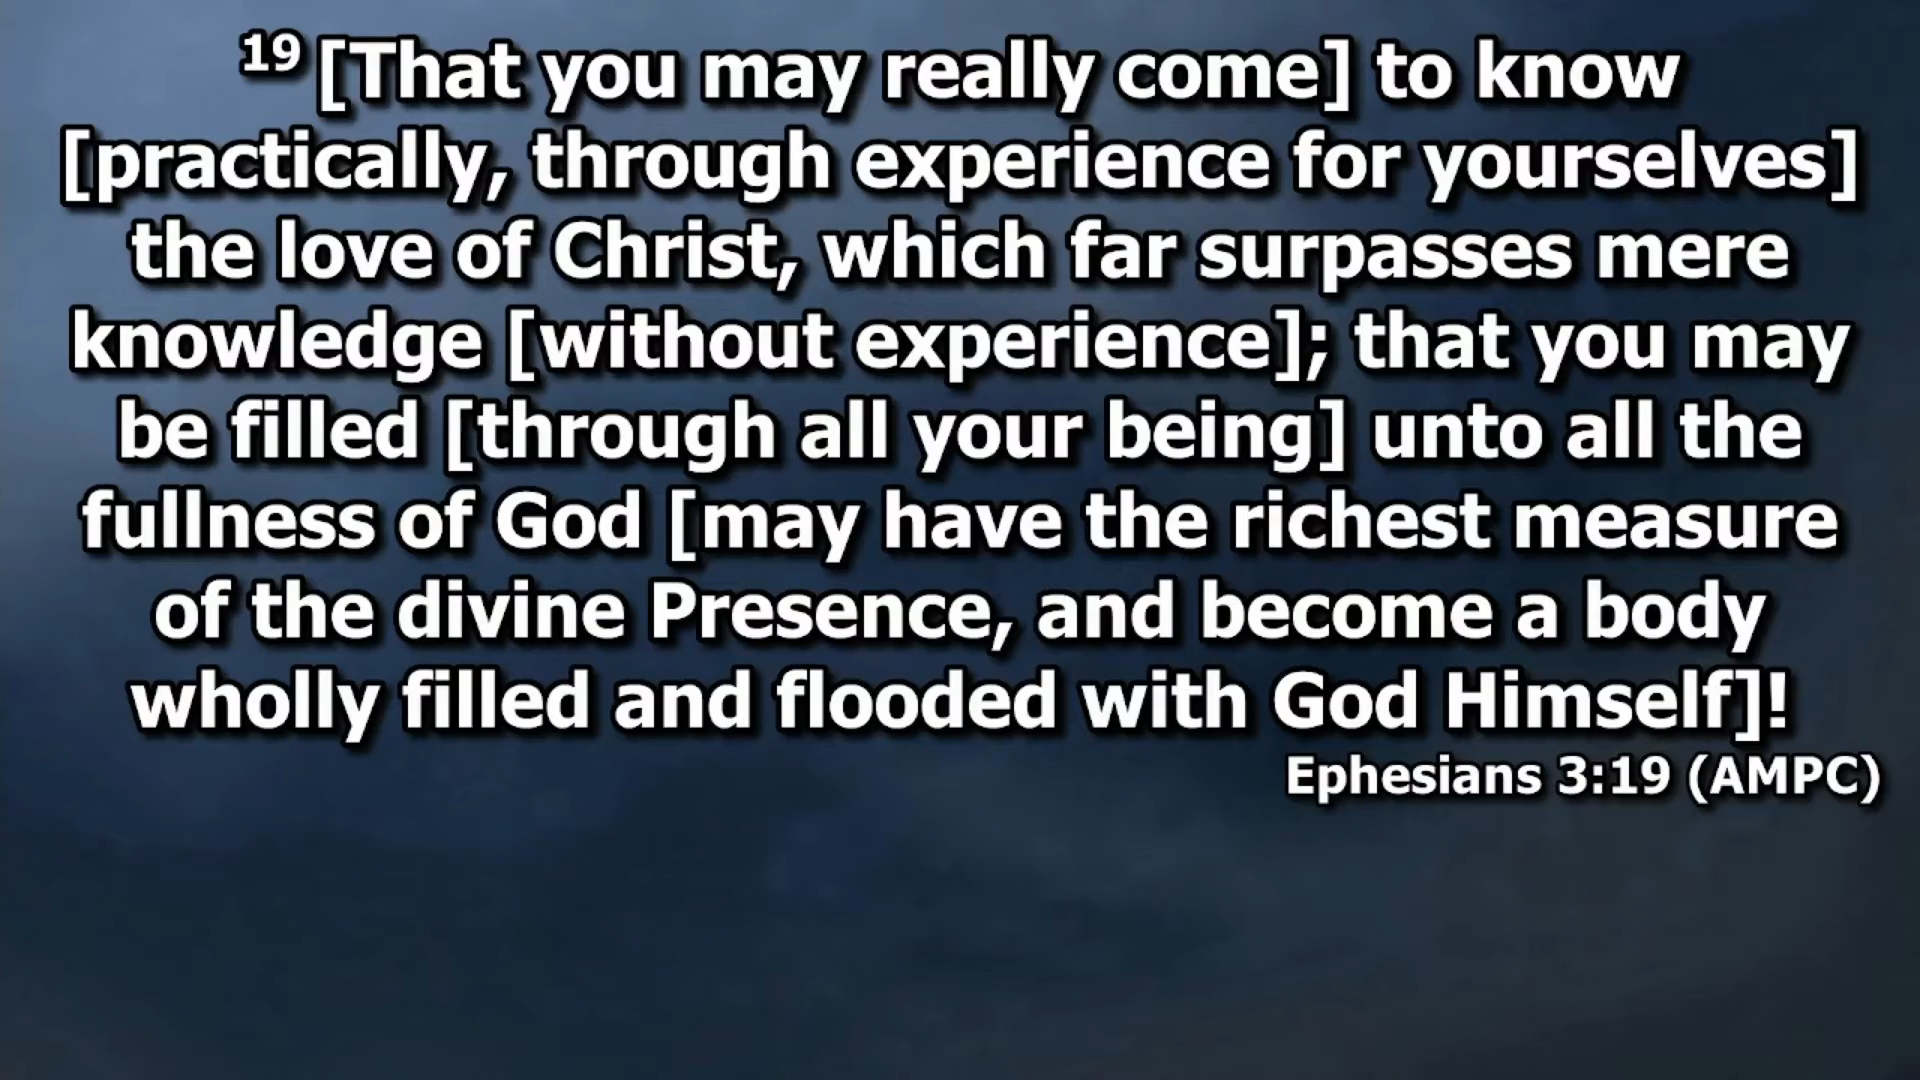 19 [That you may really come] to know
[practically, through experience for yourselves]
the love of Christ, which far surpasses mere
knowledge [without experience]; that you may
be filled [through all your being] unto all the
fullness of God [may have the richest measure
of the divine Presence, and become a body
wholly filled and flooded with God Himself]!
Ephesians 3:19 (AMPC)